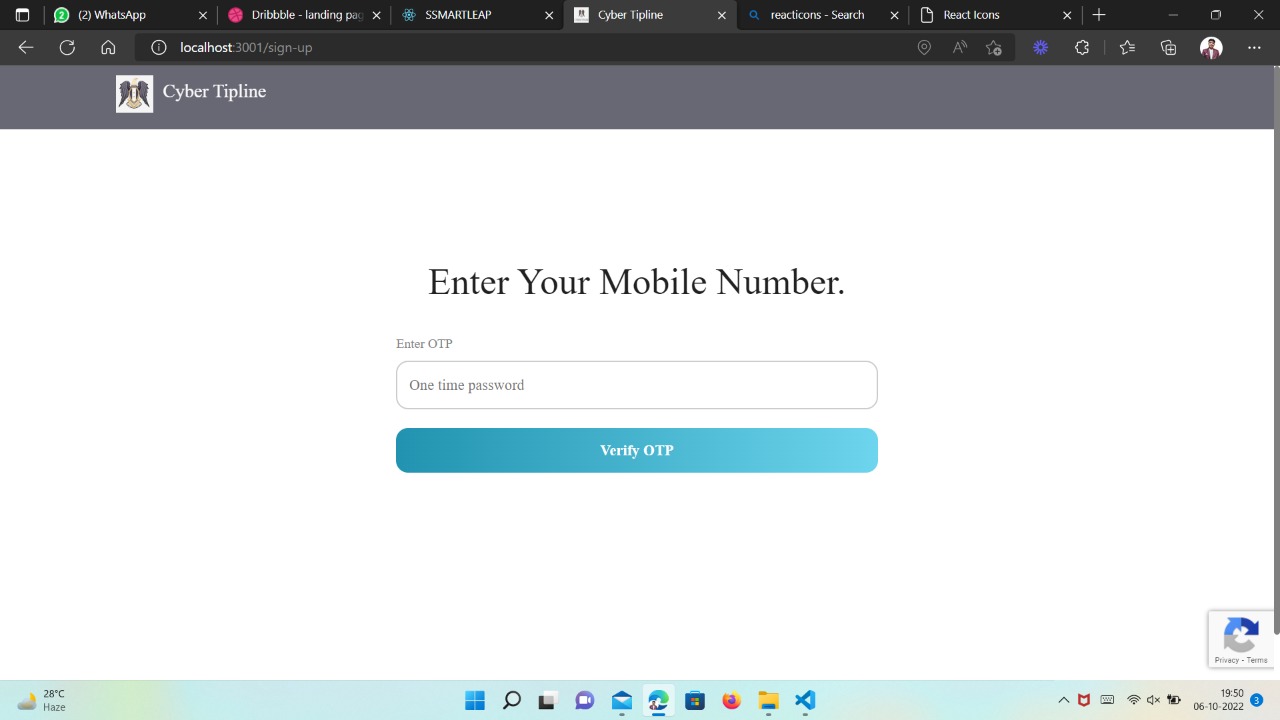 (2) WhatsApp
Dribbble - landing pag
SSMARTLEAP
Cyber Tipline
reacticons - Search
React Icons
localhost:3001/sign-up
Cyber Tipline
Enter Your Mobile Number.
Enter OTP
One time password
Verify OTP
Privacy - Terms
28°C
Haze
19:50
06-10-2022
3